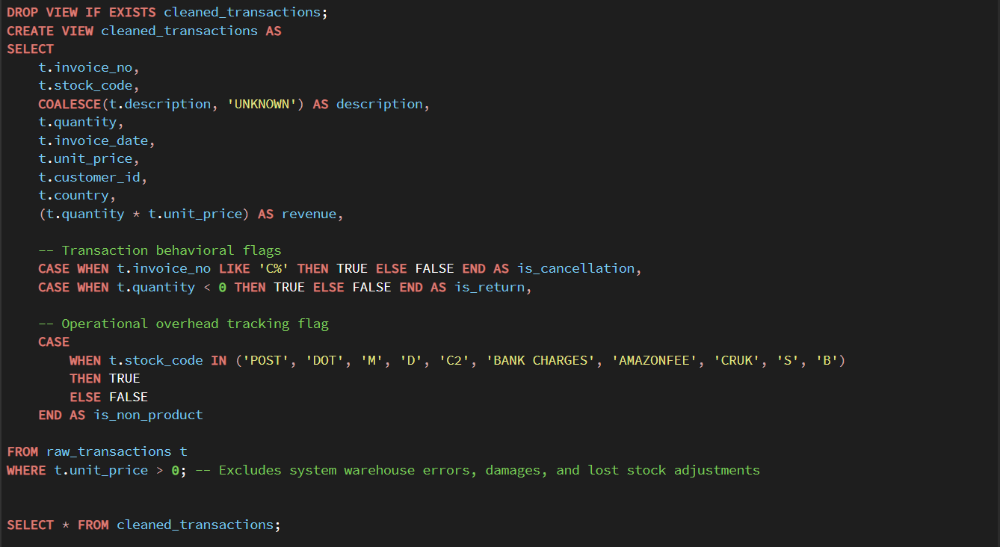 DROP VIEW IF EXISTS cleaned_transactions;
CREATE VIEW cleaned_transactions AS
SELECT
    t.invoice_no,
    t.stock_code,
    COALESCE(t.description, 'UNKNOWN') AS description,
    t.quantity,
    t.invoice_date,
    t.unit_price,
    t.customer_id,
    t.country,
    (t.quantity * t.unit_price) AS revenue,

    -- Transaction behavioral flags
    CASE WHEN t.invoice_no LIKE 'C%' THEN TRUE ELSE FALSE END AS is_cancellation,
    CASE WHEN t.quantity < 0 THEN TRUE ELSE FALSE END AS is_return,

    -- Operational overhead tracking flag
    CASE
        WHEN t.stock_code IN ('POST', 'DOT', 'M', 'D', 'C2', 'BANK CHARGES', 'AMAZONFEE', 'CRUK', 'S', 'B')
        THEN TRUE
        ELSE FALSE
    END AS is_non_product

FROM raw_transactions t
WHERE t.unit_price > 0; -- Excludes system warehouse errors, damages, and lost stock adjustments


SELECT * FROM cleaned_transactions;